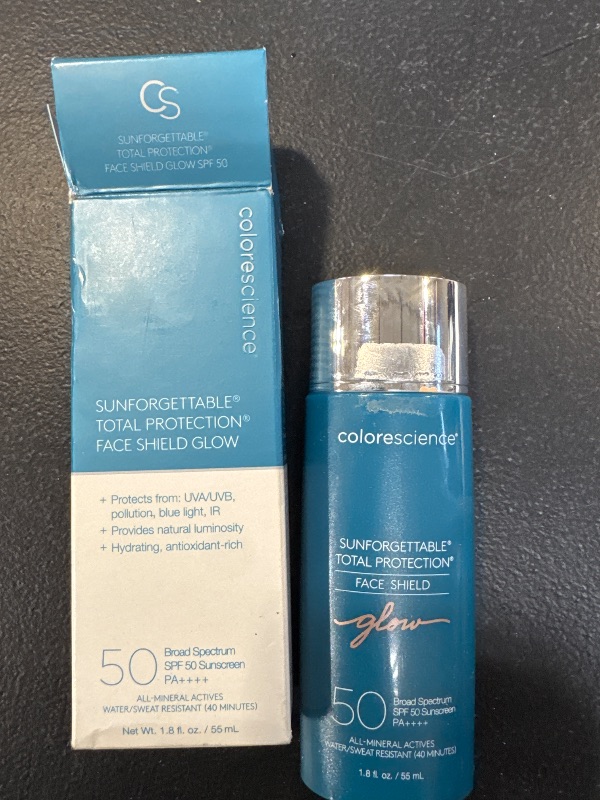 CS
SUNFORGETTABLE®
TOTAL PROTECTION®
FACE SHIELD GLOW SPF 50
colorescience®
SUNFORGETTABLE®
TOTAL PROTECTION®
FACE SHIELD GLOW
+ Protects from: UVA/UVB,
pollution, blue light, IR
+ Provides natural luminosity
+ Hydrating, antioxidant-rich
50 Broad Spectrum
SPF 50 Sunscreen
PA++++
ALL-MINERAL ACTIVES
WATER/SWEAT RESISTANT (40 MINUTES)
Net Wt. 1.8 fl. oz. / 55 mL
colorescience®
SUNFORGETTABLE®
TOTAL PROTECTION®
FACE SHIELD
glow
50 Broad Spectrum
SPF 50 Sunscreen
PA++++
ALL-MINERAL ACTIVES
WATER/SWEAT RESISTANT (40 MINUTES)
1.8 fl. oz. / 55 mL